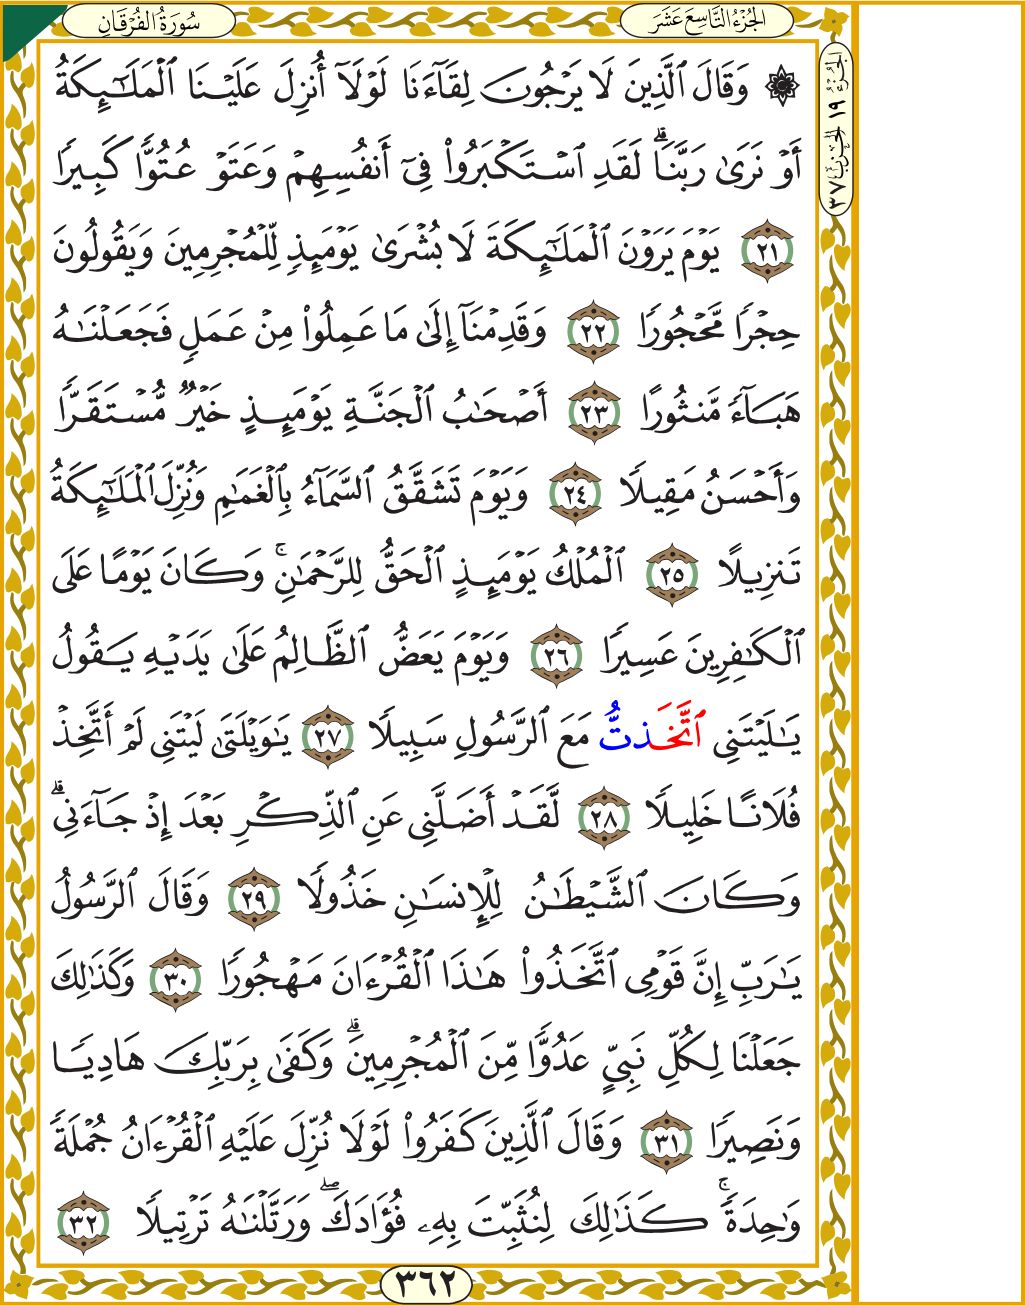 سُورَةُ الفُرْقَانِ
الجُزْءُ التَّاسِعَ عَشَرَ
الجُزْءُ ١٩ الحِزْبُ ٣٧
۞ وَقَالَ ٱلَّذِينَ لَا يَرْجُونَ لِقَآءَنَا لَوْلَآ أُنزِلَ عَلَيْنَا ٱلْمَلَـٰٓئِكَةُ
أَوْ نَرَىٰ رَبَّنَاۗ لَقَدِ ٱسْتَكْبَرُوا۟ فِىٓ أَنفُسِهِمْ وَعَتَوْ عُتُوًّا كَبِيرًا
٢١ يَوْمَ يَرَوْنَ ٱلْمَلَـٰٓئِكَةَ لَا بُشْرَىٰ يَوْمَئِذٍ لِّلْمُجْرِمِينَ وَيَقُولُونَ
حِجْرًا مَّحْجُورًا ٢٢ وَقَدِمْنَآ إِلَىٰ مَا عَمِلُوا۟ مِنْ عَمَلٍ فَجَعَلْنَـٰهُ
هَبَآءً مَّنثُورًا ٢٣ أَصْحَـٰبُ ٱلْجَنَّةِ يَوْمَئِذٍ خَيْرٌ مُّسْتَقَرًّا
وَأَحْسَنُ مَقِيلًا ٢٤ وَيَوْمَ تَشَقَّقُ ٱلسَّمَآءُ بِٱلْغَمَـٰمِ وَنُزِّلَ ٱلْمَلَـٰٓئِكَةُ
تَنزِيلًا ٢٥ ٱلْمُلْكُ يَوْمَئِذٍ ٱلْحَقُّ لِلرَّحْمَـٰنِۚ وَكَانَ يَوْمًا عَلَى
ٱلْكَـٰفِرِينَ عَسِيرًا ٢٦ وَيَوْمَ يَعَضُّ ٱلظَّالِمُ عَلَىٰ يَدَيْهِ يَقُولُ
يَـٰلَيْتَنِى ٱتَّخَذتُّ مَعَ ٱلرَّسُولِ سَبِيلًا ٢٧ يَـٰوَيْلَتَىٰ لَيْتَنِى لَمْ أَتَّخِذْ
فُلَانًا خَلِيلًا ٢٨ لَّقَدْ أَضَلَّنِى عَنِ ٱلذِّكْرِ بَعْدَ إِذْ جَآءَنِىۗ
وَكَانَ ٱلشَّيْطَـٰنُ لِلْإِنسَـٰنِ خَذُولًا ٢٩ وَقَالَ ٱلرَّسُولُ
يَـٰرَبِّ إِنَّ قَوْمِى ٱتَّخَذُوا۟ هَـٰذَا ٱلْقُرْءَانَ مَهْجُورًا ٣٠ وَكَذَٰلِكَ
جَعَلْنَا لِكُلِّ نَبِىٍّ عَدُوًّا مِّنَ ٱلْمُجْرِمِينَۗ وَكَفَىٰ بِرَبِّكَ هَادِيًا
وَنَصِيرًا ٣١ وَقَالَ ٱلَّذِينَ كَفَرُوا۟ لَوْلَا نُزِّلَ عَلَيْهِ ٱلْقُرْءَانُ جُمْلَةً
وَٰحِدَةًۚ كَذَٰلِكَ لِنُثَبِّتَ بِهِۦ فُؤَادَكَۖ وَرَتَّلْنَـٰهُ تَرْتِيلًا ٣٢
٣٦٢